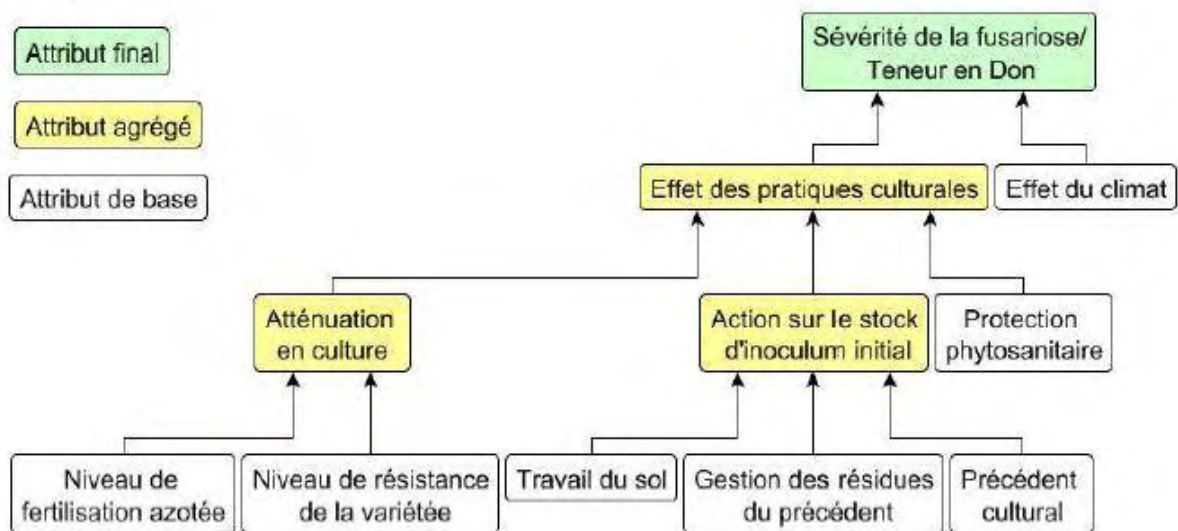 Attribut final
Attribut agrégé
Attribut de base
Sévérité de la fusariose/
Teneur en Don
Effet des pratiques culturales
Effet du climat
Atténuation
en culture
Action sur le stock
d'inoculum initial
Protection
phytosanitaire
Niveau de
fertilisation azotée
Niveau de résistance
de la variétée
Travail du sol
Gestion des résidues
du précédent
Précédent
cultural